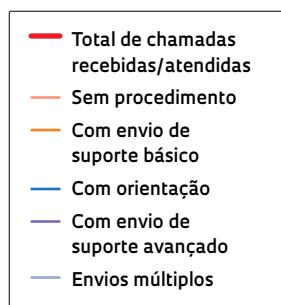 Total de chamadas
recebidas/atendidas
Sem procedimento
Com envio de
suporte básico
Com orientação
Com envio de
suporte avançado
Envios múltiplos